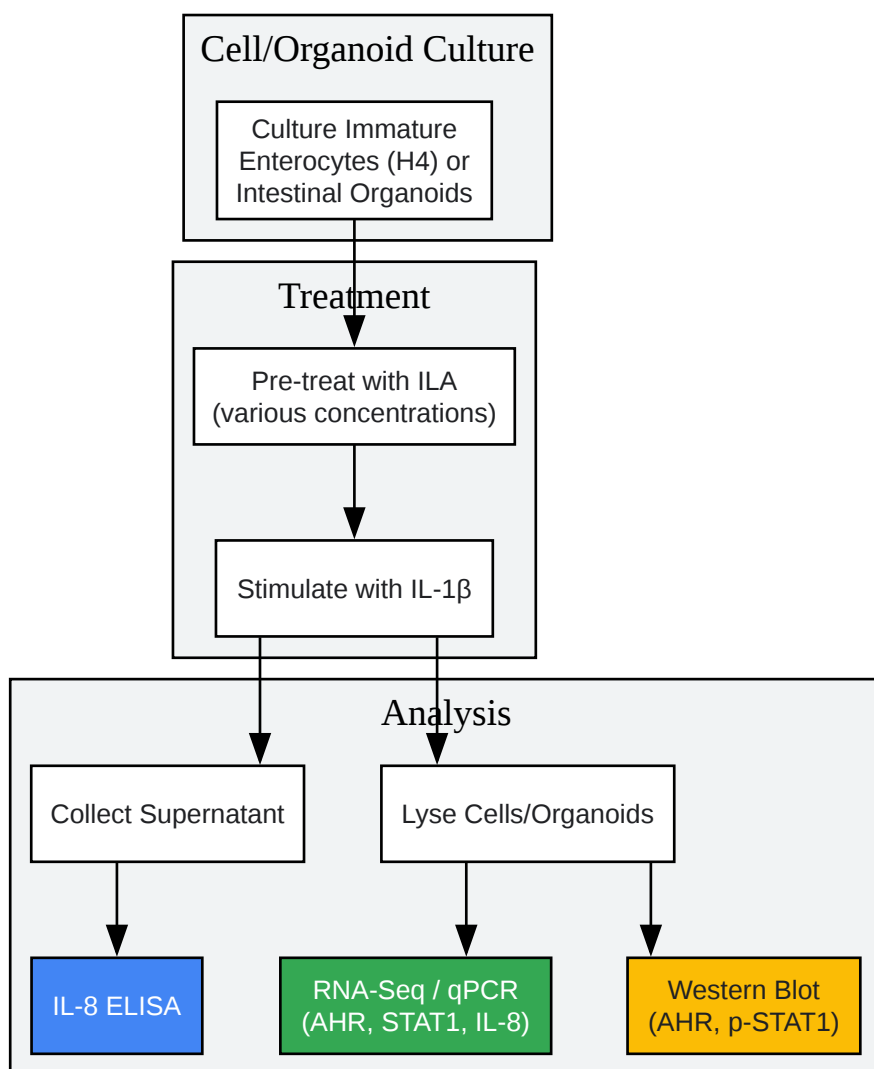 Cell/Organoid Culture
Culture Immature
Enterocytes (H4) or
Intestinal Organoids
Treatment
Pre-treat with ILA
(various concentrations)
Stimulate with IL-1β
Analysis
Collect Supernatant
Lyse Cells/Organoids
IL-8 ELISA
RNA-Seq / qPCR
(AHR, STAT1, IL-8)
Western Blot
(AHR, p-STAT1)